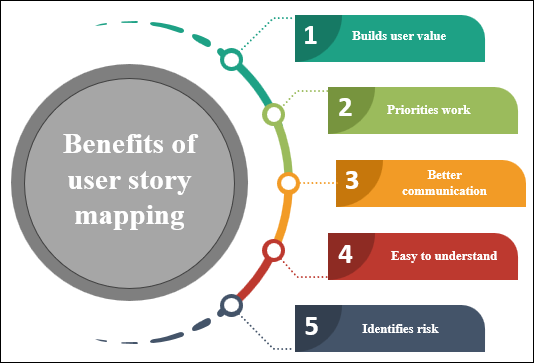 Benefits of
user story
mapping
1 Builds user value
2 Priorities work
3 Better
communication
4 Easy to understand
5 Identifies risk